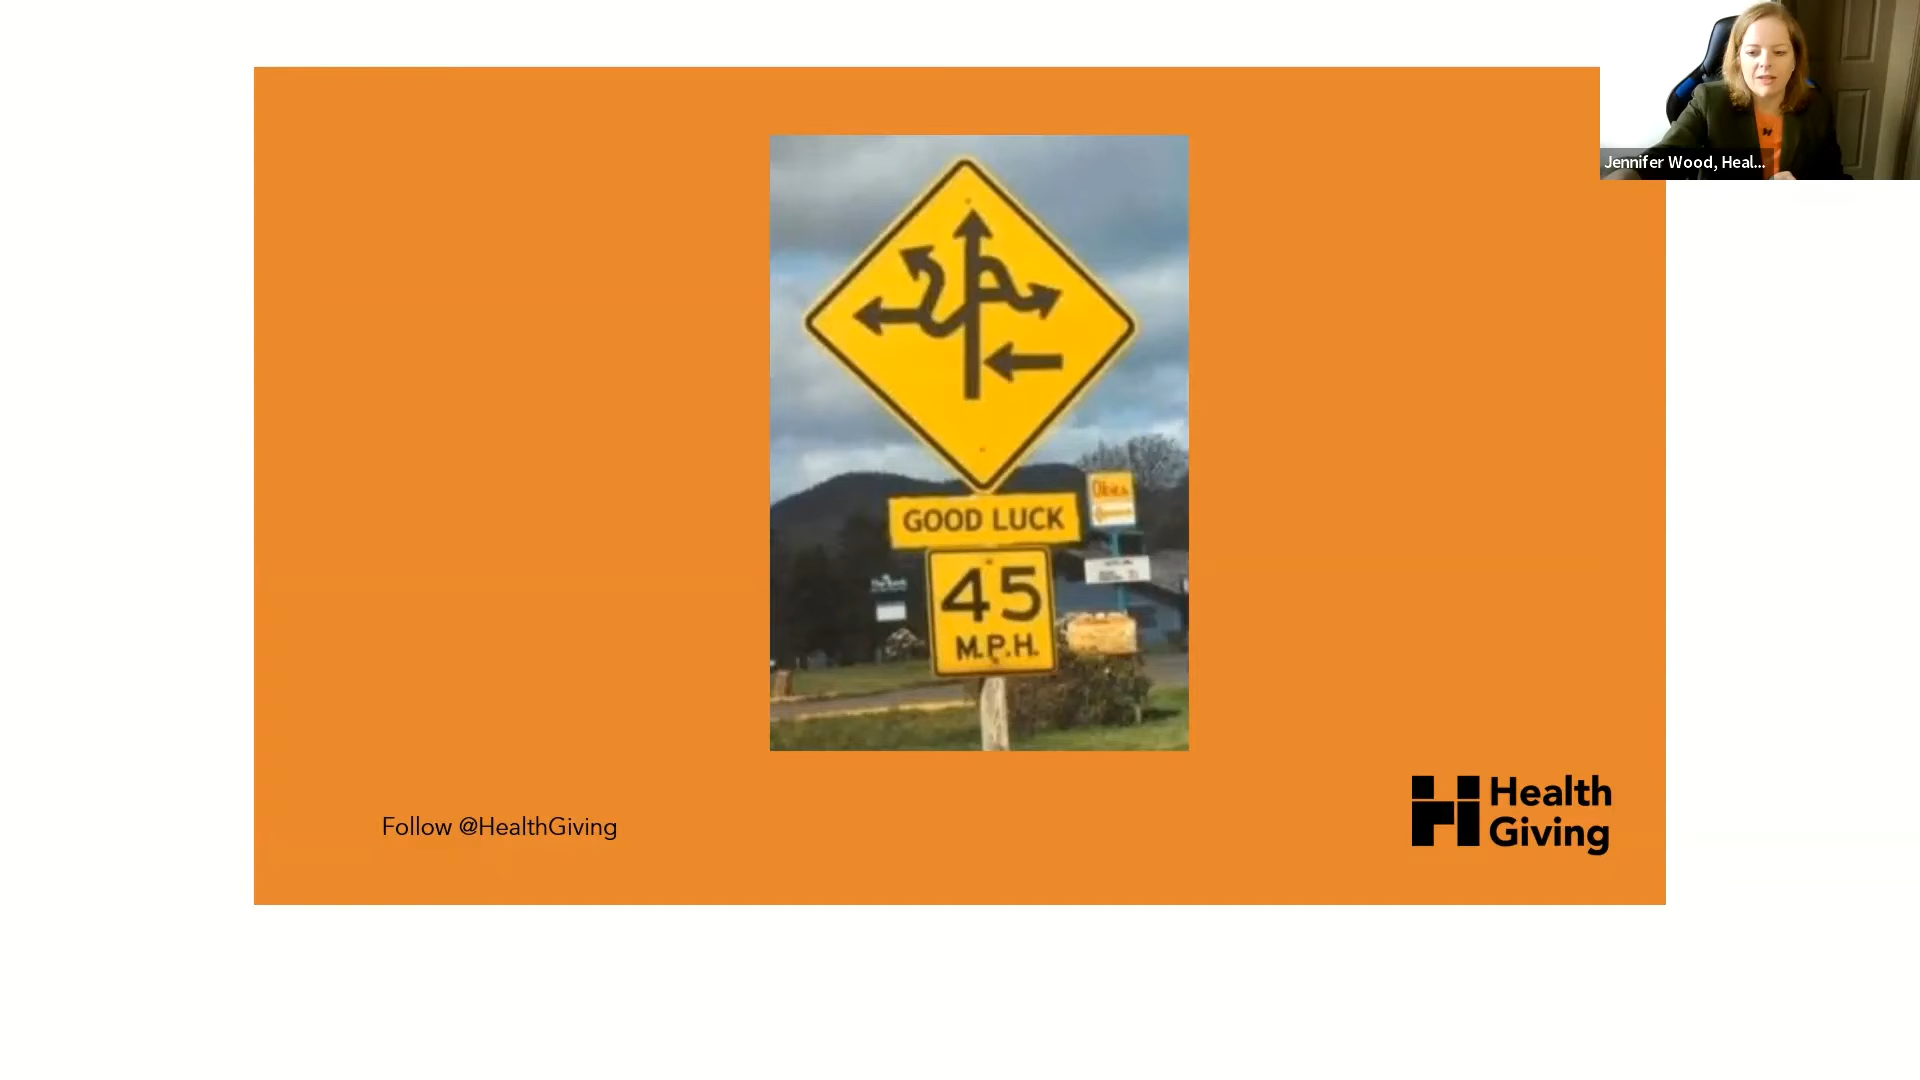 Jennifer Wood, Heal...
GOOD LUCK
45
M.P.H.
Follow @HealthGiving
Health
Giving